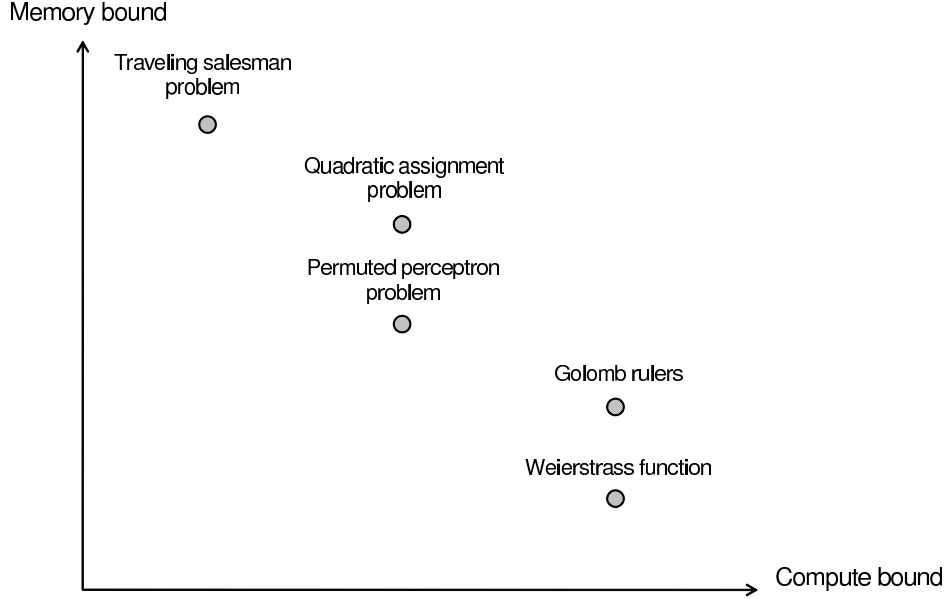 Memory bound
Traveling salesman
problem
Quadratic assignment
problem
Permuted perceptron
problem
Golomb rulers
Weierstrass function
Compute bound